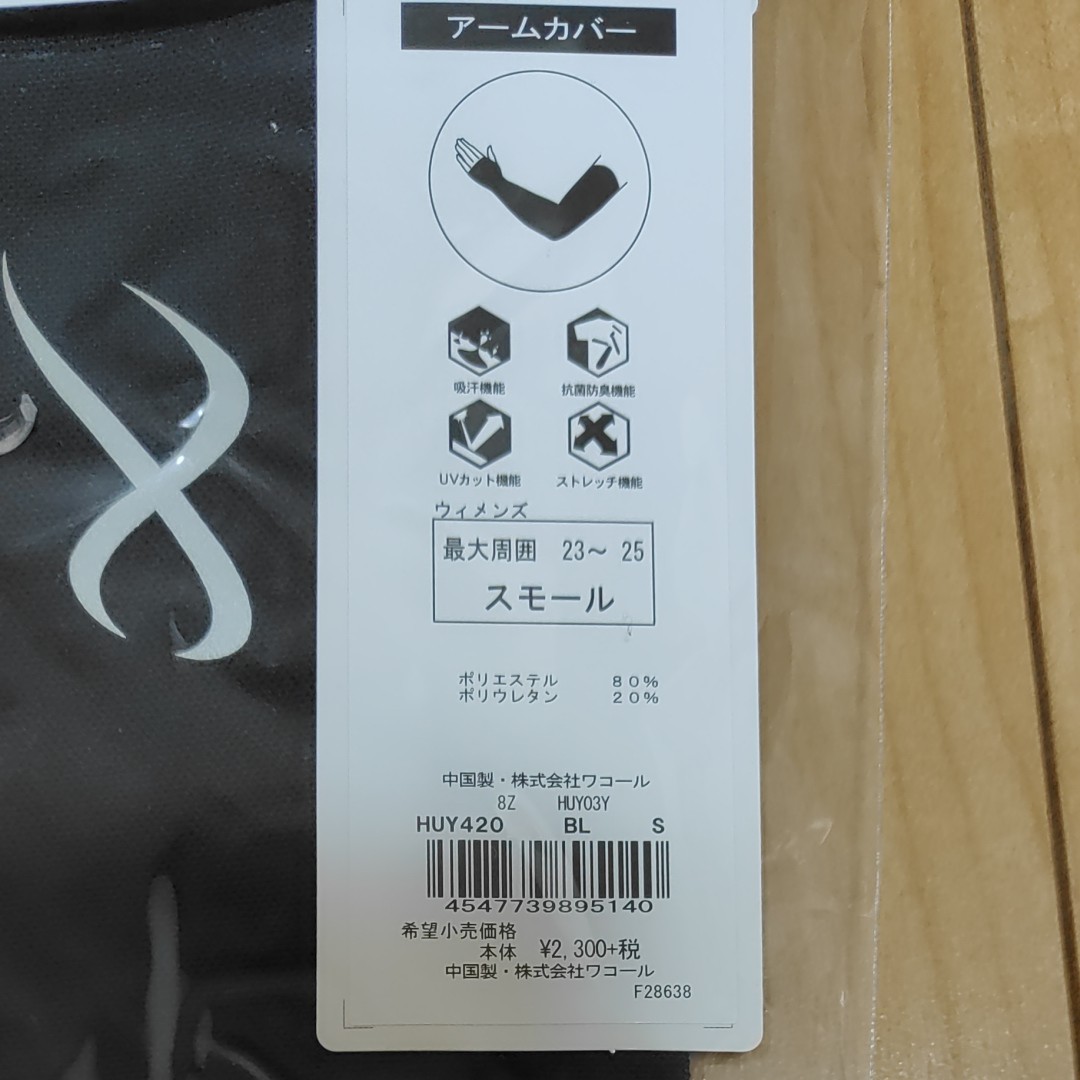 アームカバー
吸汗機能
抗菌防臭機能
UVカット機能
ストレッチ機能
ウィメンズ
最大周囲 23～ 25
スモール
ポリエステル 80%
ポリウレタン 20%
中国製・株式会社ワコール
8Z HUY03Y
HUY420 BL S
4547739895140
希望小売価格
本体 ¥2,300+税
中国製・株式会社ワコール
F28638